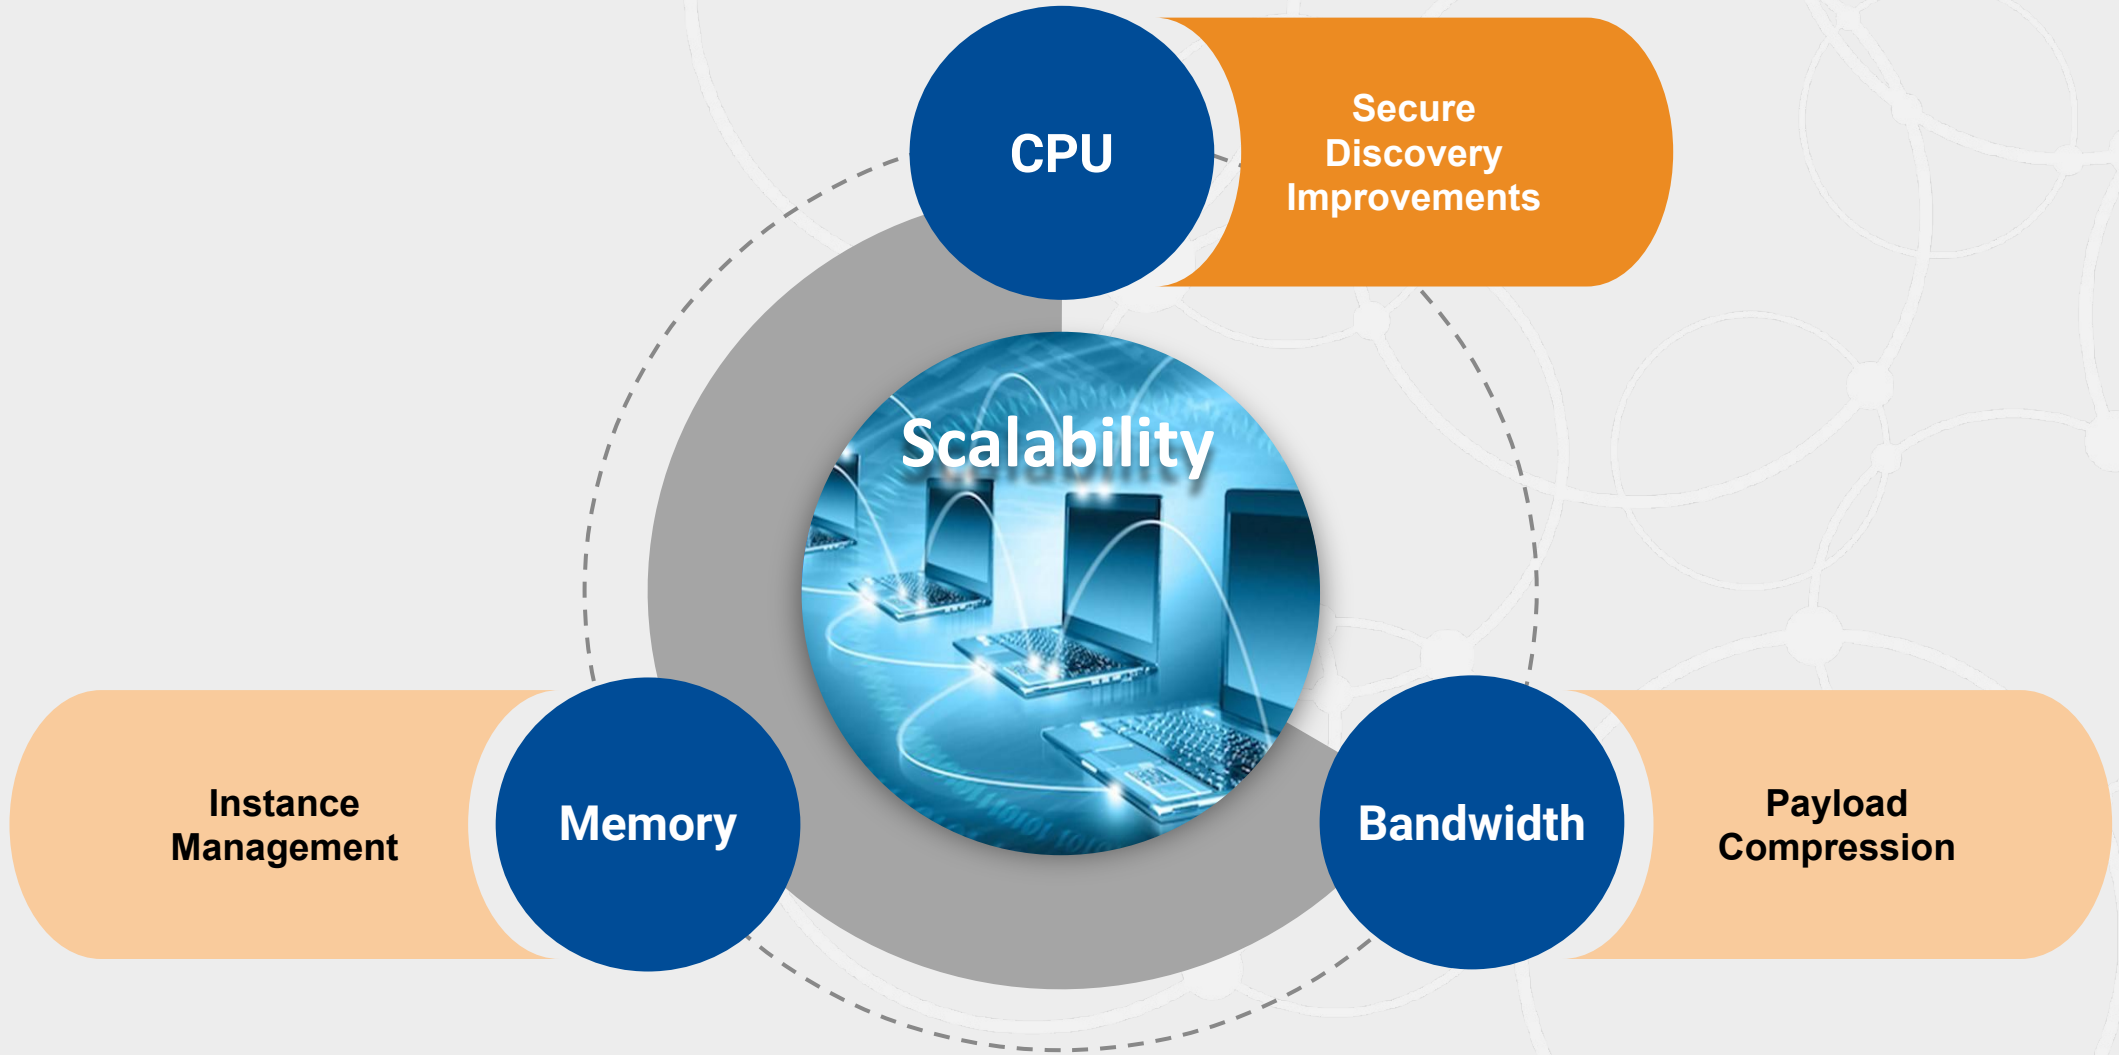 CPU
Secure
Discovery
Improvements
Scalability
Instance
Management
Memory
Bandwidth
Payload
Compression